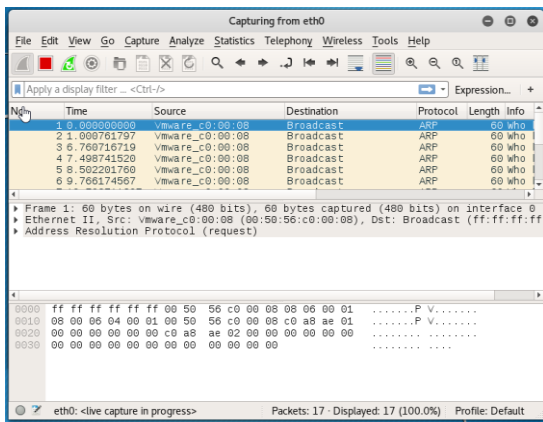 Capturing from eth0
File Edit View Go Capture Analyze Statistics Telephony Wireless Tools Help
Apply a display filter ... <Ctrl-/> Expression... +
Time Source Destination Protocol Length Info
1 0.000000000 Vmware_c0:00:08 Broadcast ARP 60 Who
2 1.000761797 Vmware_c0:00:08 Broadcast ARP 60 Who
3 6.760716719 Vmware_c0:00:08 Broadcast ARP 60 Who
4 7.498741520 Vmware_c0:00:08 Broadcast ARP 60 Who
5 8.502201760 Vmware_c0:00:08 Broadcast ARP 60 Who
6 9.766174567 Vmware_c0:00:08 Broadcast ARP 60 Who
Frame 1: 60 bytes on wire (480 bits), 60 bytes captured (480 bits) on interface 0
Ethernet II, Src: Vmware_c0:00:08 (00:50:56:c0:00:08), Dst: Broadcast (ff:ff:ff:ff
Address Resolution Protocol (request)
0000 ff ff ff ff ff ff 00 50 56 c0 00 08 08 06 00 01 .......P V.......
0010 08 00 06 04 00 01 00 50 56 c0 00 08 c0 a8 ae 01 .......P V.......
0020 00 00 00 00 00 00 c0 a8 ae 02 00 00 00 00 00 00 ........ ........
0030 00 00 00 00 00 00 00 00 00 00 00 00 ........ ....
eth0: <live capture in progress> Packets: 17 · Displayed: 17 (100.0%) Profile: Default